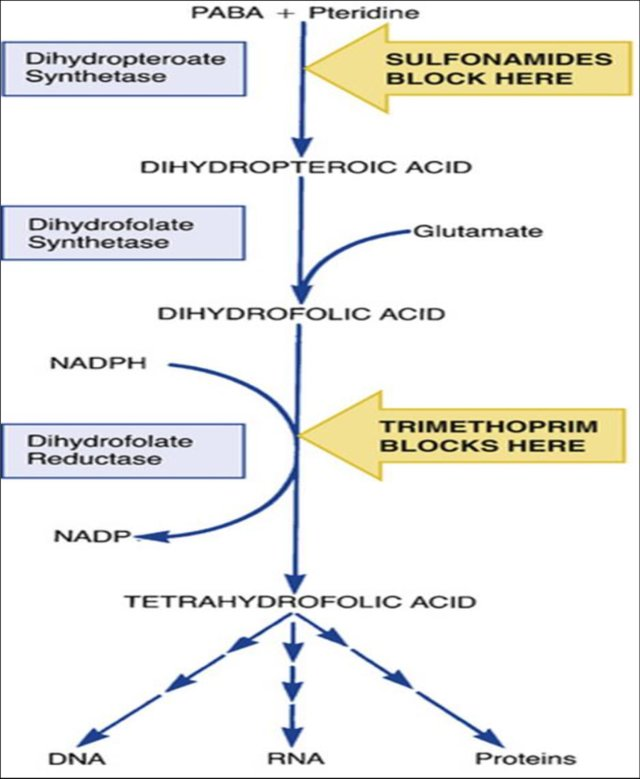 PABA + Pteridine
Dihydropteroate
Synthetase
SULFONAMIDES
BLOCK HERE
DIHYDROPTEROIC ACID
Dihydrofolate
Synthetase
Glutamate
DIHYDROFOLIC ACID
NADPH
Dihydrofolate
Reductase
TRIMETHOPRIM
BLOCKS HERE
NADP
TETRAHYDROFOLIC ACID
DNA
RNA
Proteins